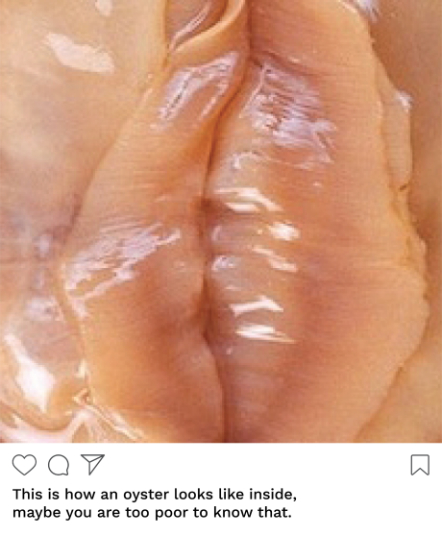 This is how an oyster looks like inside,
maybe you are too poor to know that.